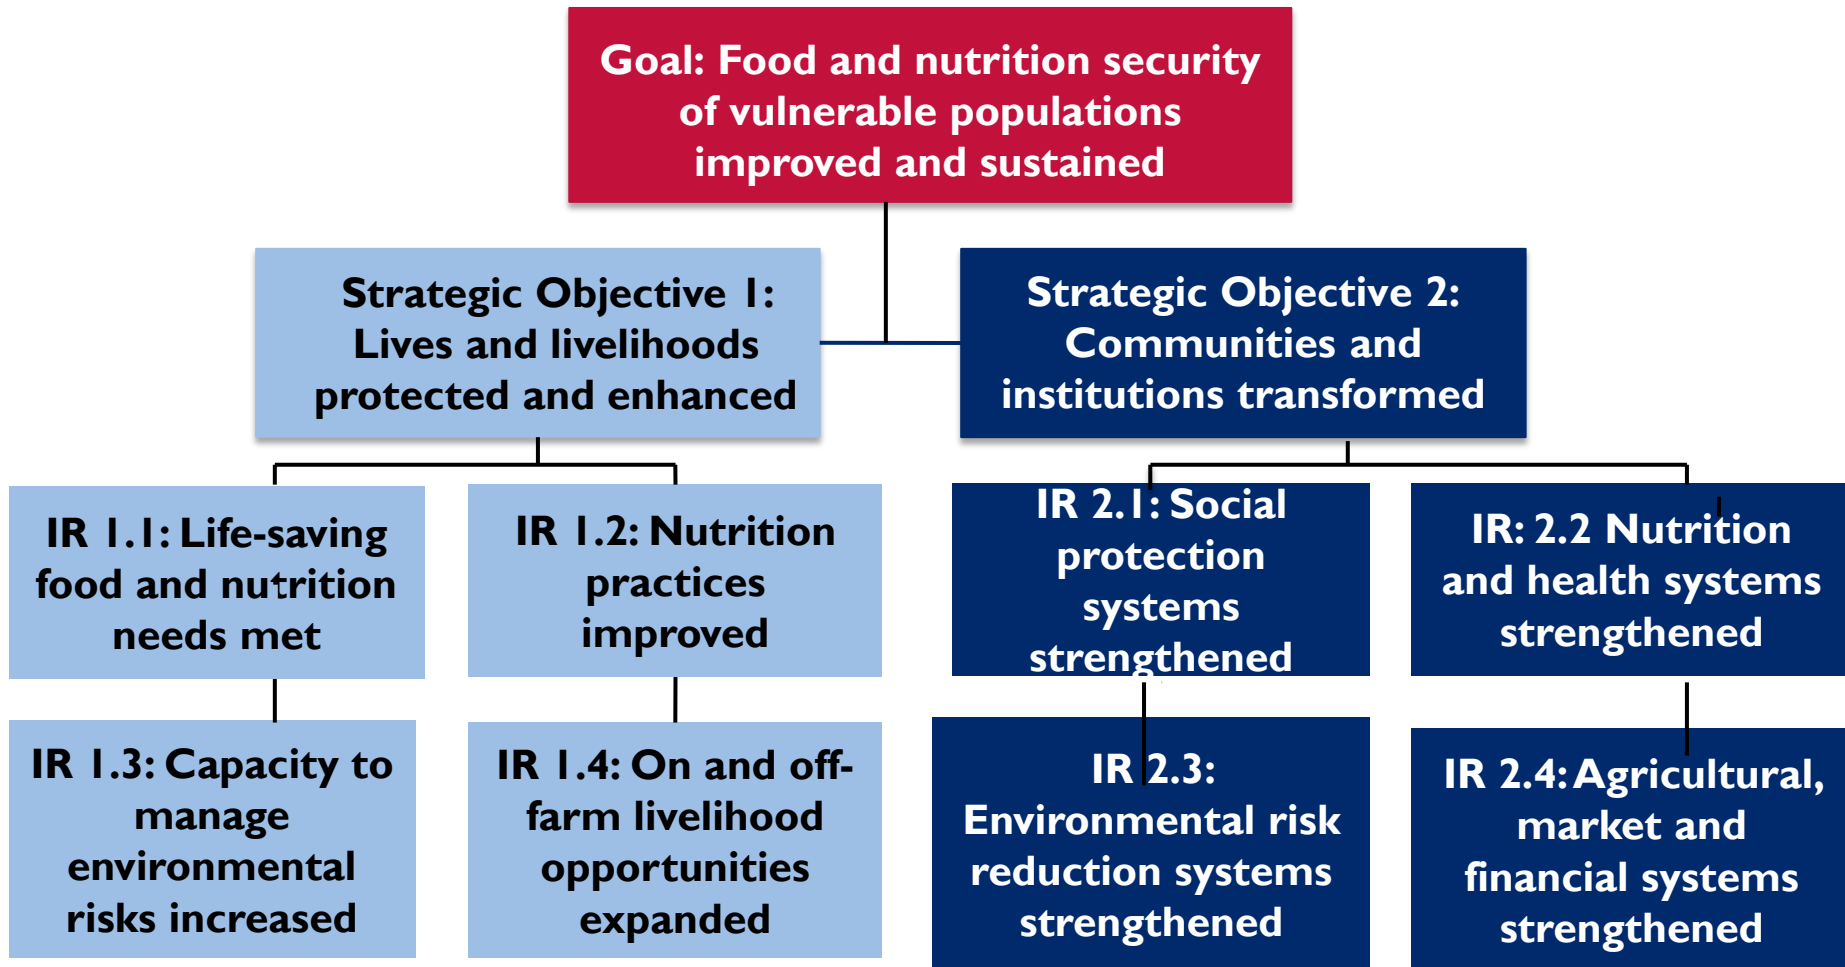 Goal: Food and nutrition security
of vulnerable populations
improved and sustained
Strategic Objective 1:
Lives and livelihoods
protected and enhanced
Strategic Objective 2:
Communities and
institutions transformed
IR 1.1: Life-saving
food and nutrition
needs met
IR 1.2: Nutrition
practices
improved
IR 2.1: Social
protection
systems
strengthened
IR: 2.2 Nutrition
and health systems
strengthened
IR 1.3: Capacity to
manage
environmental
risks increased
IR 1.4: On and off-
farm livelihood
opportunities
expanded
IR 2.3:
Environmental risk
reduction systems
strengthened
IR 2.4: Agricultural,
market and
financial systems
strengthened